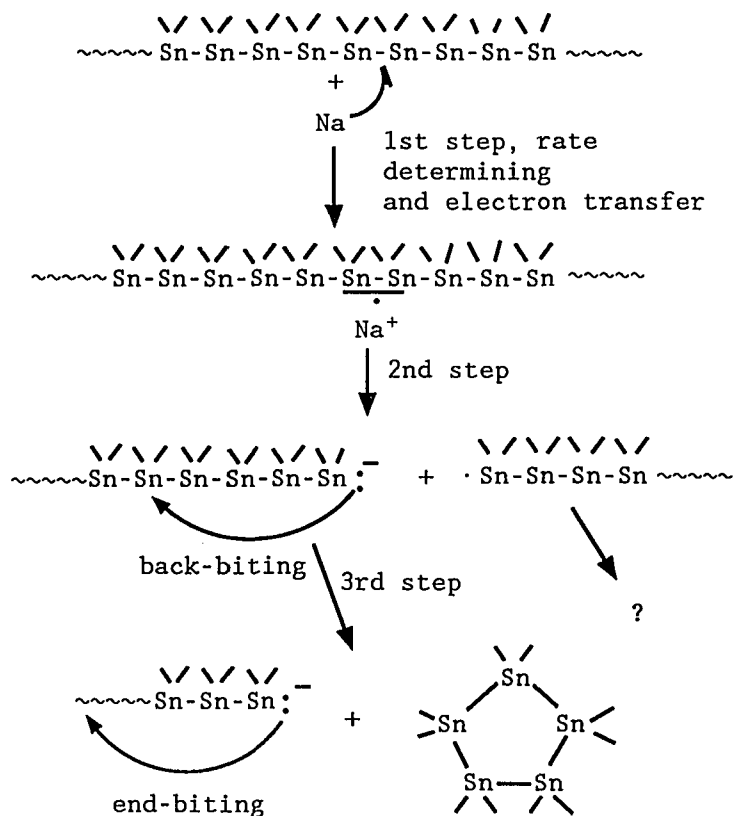 ~~~~~Sn-Sn-Sn-Sn-Sn-Sn-Sn-Sn-Sn ~~~~~
+
Na
1st step, rate
determining
and electron transfer
~~~~~Sn-Sn-Sn-Sn-Sn-Sn-Sn-Sn-Sn-Sn ~~~~~
·
Na⁺
2nd step
~~~~~Sn-Sn-Sn-Sn-Sn-Sn:⁻ + ·Sn-Sn-Sn-Sn~~~~~
back-biting
3rd step
?
~~~~~Sn-Sn-Sn:⁻ +
end-biting
Sn
Sn Sn
Sn Sn